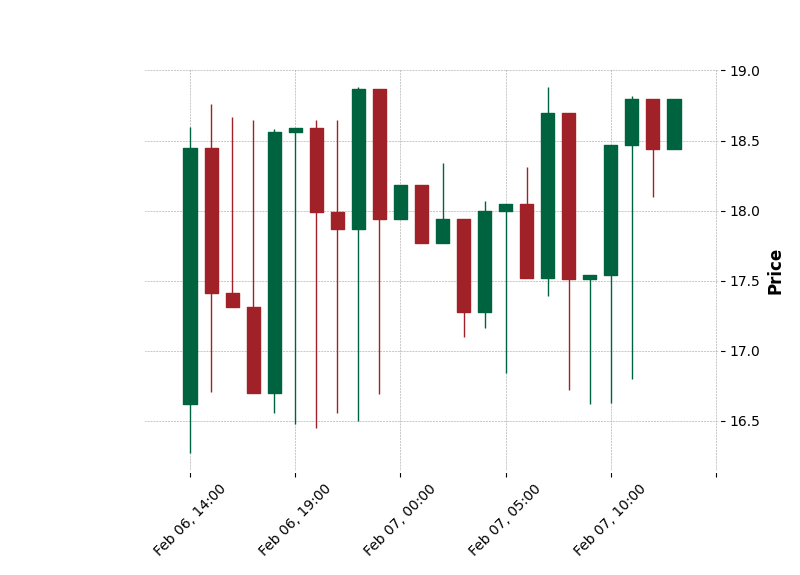 19.0
18.5
18.0
17.5
17.0
16.5
Price
Feb 06, 14:00
Feb 06, 19:00
Feb 07, 00:00
Feb 07, 05:00
Feb 07, 10:00